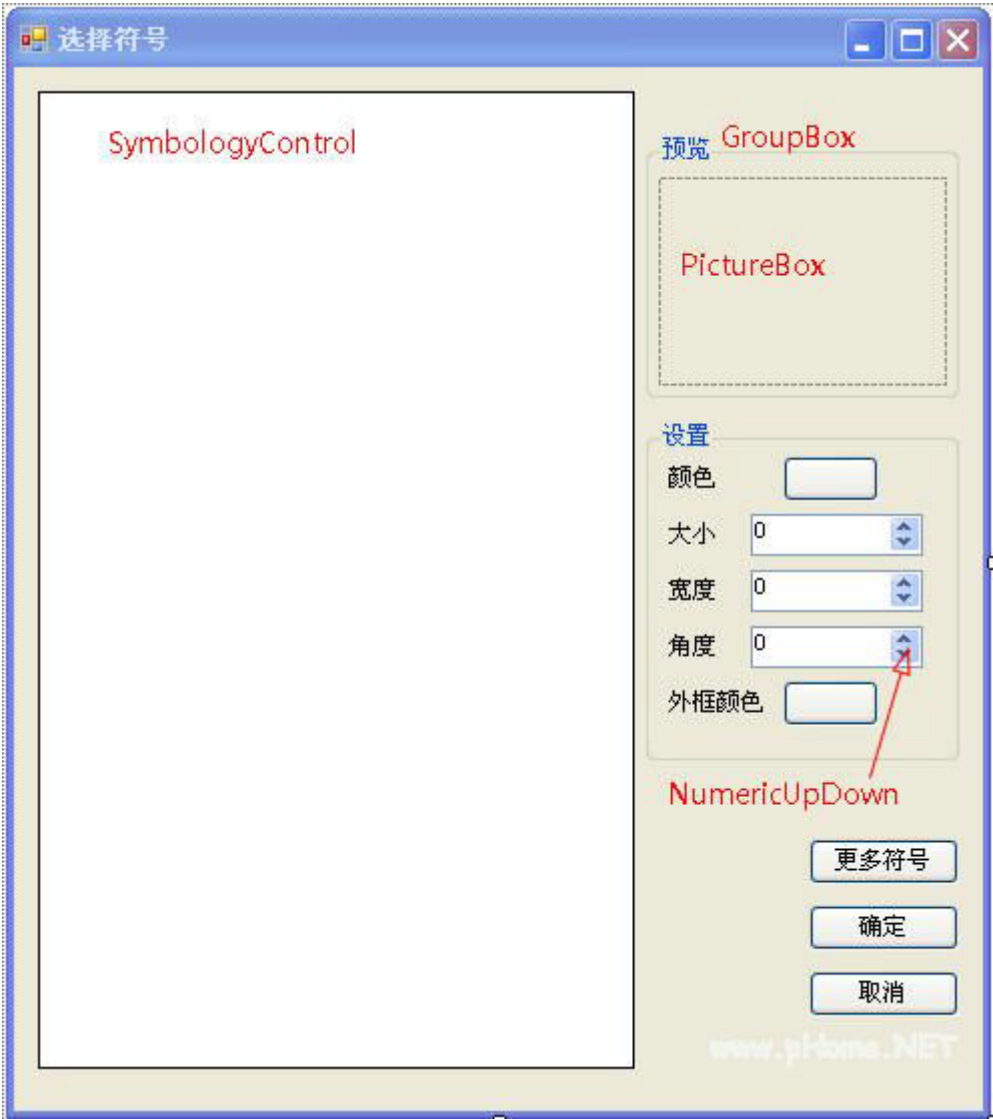 选择符号
SymbologyControl
预览 GroupBox
PictureBox
设置
颜色
大小 0
宽度 0
角度 0
外框颜色
NumericUpDown
更多符号
确定
取消